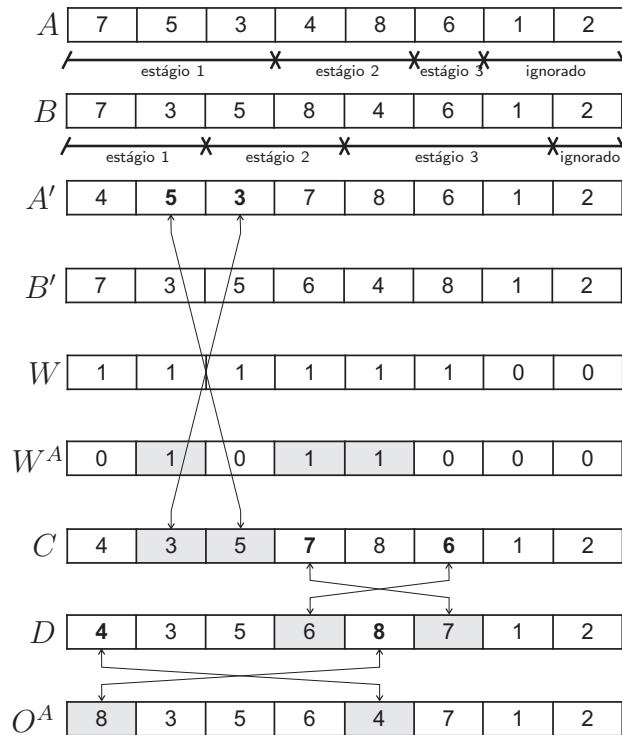 A 7 5 3 4 8 6 1 2
estágio 1 estágio 2 estágio 3 ignorado
B 7 3 5 8 4 6 1 2
estágio 1 estágio 2 estágio 3 ignorado
A′ 4 5 3 7 8 6 1 2
B′ 7 3 5 6 4 8 1 2
W 1 1 1 1 1 1 0 0
W^A 0 1 0 1 1 0 0 0
C 4 3 5 7 8 6 1 2
D 4 3 5 6 8 7 1 2
O^A 8 3 5 6 4 7 1 2